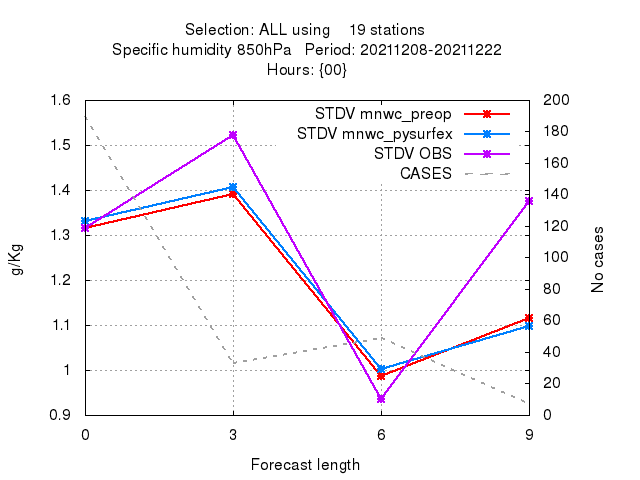 Selection: ALL using    19 stations
Specific humidity 850hPa   Period: 20211208-20211222
Hours: {00}
1.6
1.5
1.4
1.3
1.2
1.1
1
0.9
g/Kg
STDV mnwc_preop
STDV mnwc_pysurfex
STDV OBS
CASES
200
180
160
140
120
100
80
60
40
20
0
No cases
0 3 6 9
Forecast length